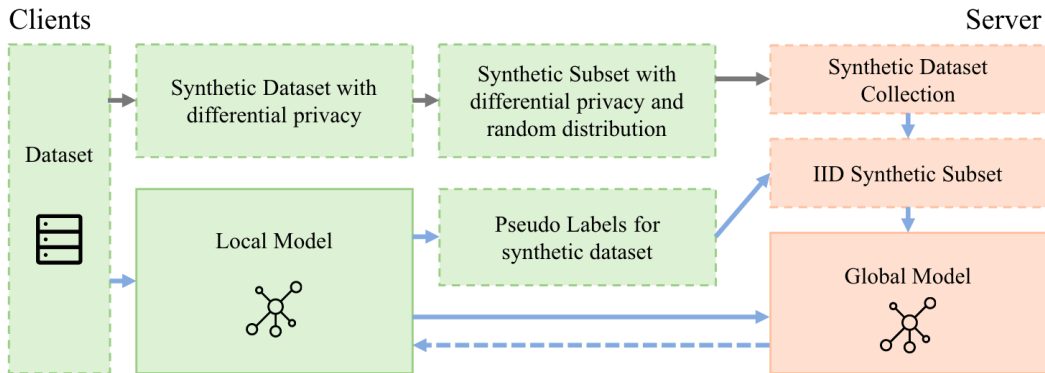 Clients
Server
Dataset
Synthetic Dataset with
differential privacy
Synthetic Subset with
differential privacy and
random distribution
Synthetic Dataset
Collection
IID Synthetic Subset
Local Model
Pseudo Labels for
synthetic dataset
Global Model